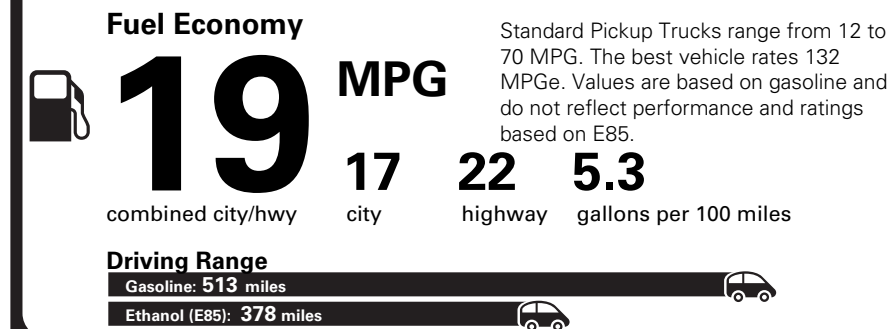 Fuel Economy
19 MPG
Standard Pickup Trucks range from 12 to
70 MPG. The best vehicle rates 132
MPGe. Values are based on gasoline and
do not reflect performance and ratings
based on E85.
17 22 5.3
combined city/hwy city highway gallons per 100 miles
Driving Range
Gasoline: 513 miles
Ethanol (E85): 378 miles